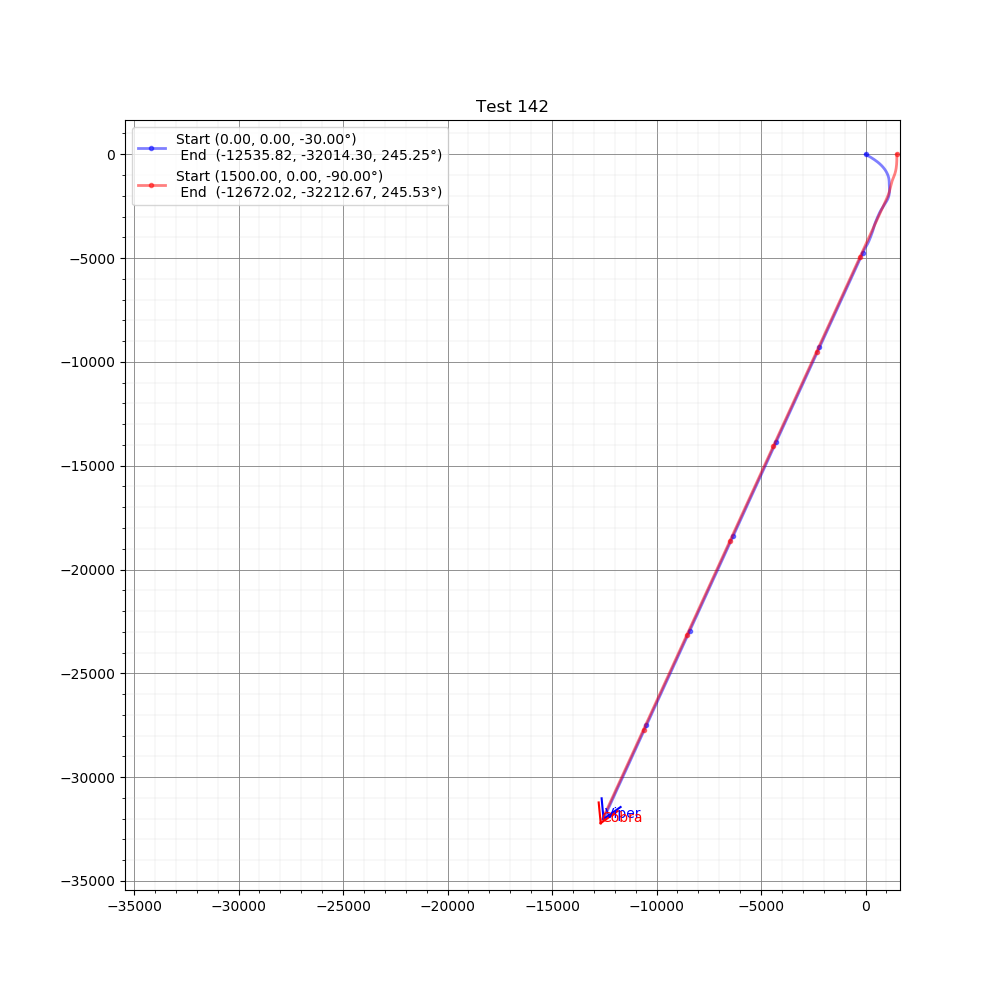 Test 142
Start (0.00, 0.00, -30.00°)
End (-12535.82, -32014.30, 245.25°)
Start (1500.00, 0.00, -90.00°)
End (-12672.02, -32212.67, 245.53°)
0
−5000
−10000
−15000
−20000
−25000
−30000
−35000
Viper
Cobra
−35000 −30000 −25000 −20000 −15000 −10000 −5000 0